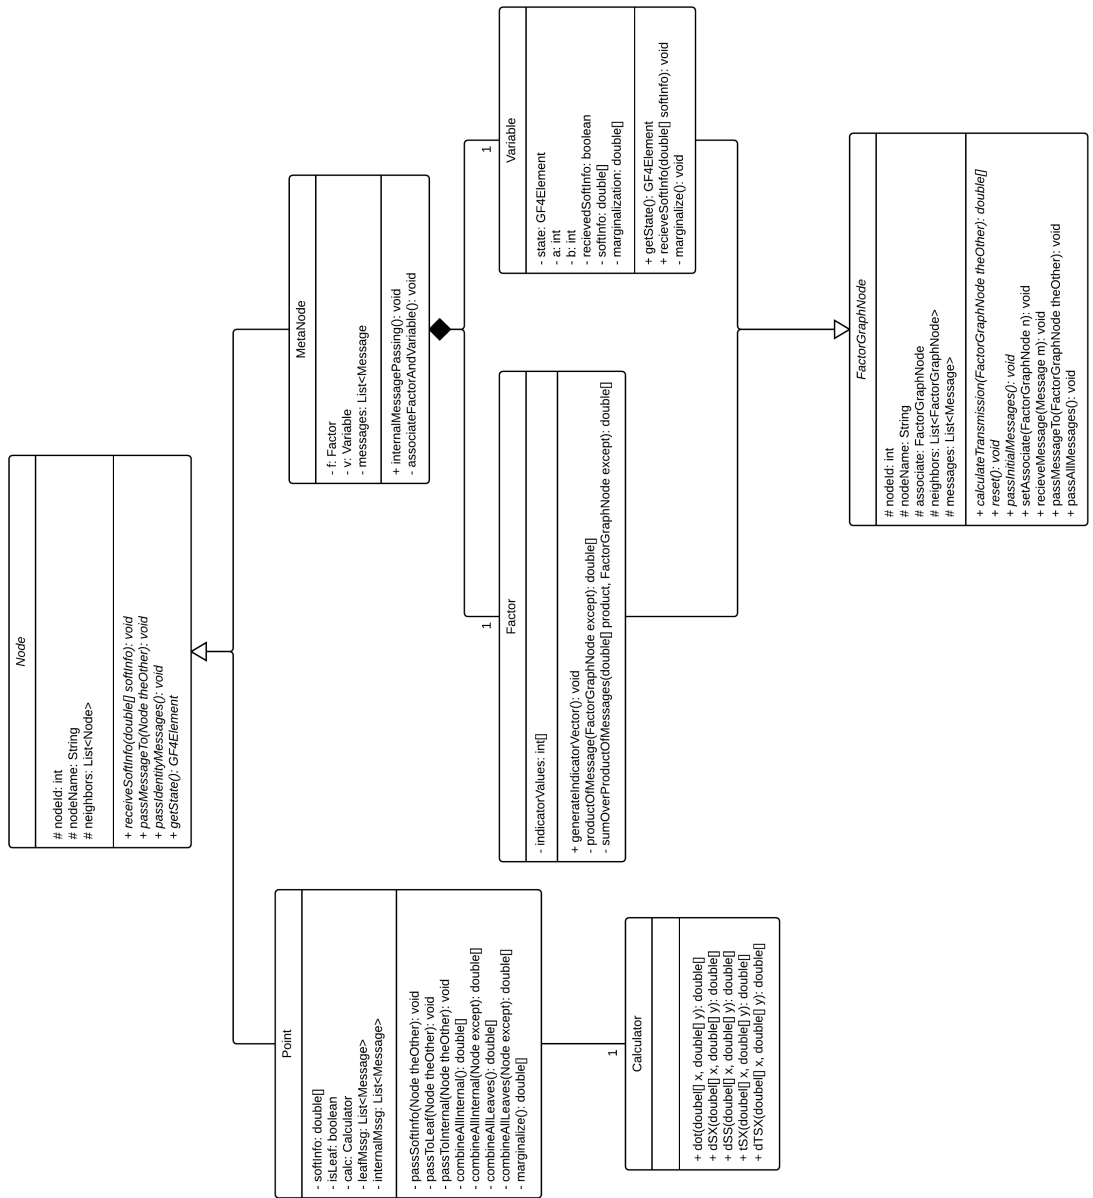 Node
# nodeId: int
# nodeName: String
# neighbors: List<Node>
+ receiveSoftInfo(double[] softInfo): void
+ passMessageTo(Node theOther): void
+ passIdentityMessages(): void
+ getState(): GF4Element
Point
- softInfo: double[]
- isLeaf: boolean
- calc: Calculator
- leafMssg: List<Message>
- internalMssg: List<Message>
- passSoftInfo(Node theOther): void
- passToLeaf(Node theOther): void
- passToInternal(Node theOther): void
- combineAllInternal(): double[]
- combineAllInternal(Node except): double[]
- combineAllLeaves(): double[]
- combineAllLeaves(Node except): double[]
- marginalize(): double[]
MetaNode
- f: Factor
- v: Variable
- messages: List<Message
+ internalMessagePassing(): void
- associateFactorAndVariable(): void
1
1
Factor
- indicatorValues: int[]
+ generateIndicatorVector(): void
- productOfMessage(FactorGraphNode except): double[]
- sumOverProductOfMessages(double[] product, FactorGraphNode except): double[]
Variable
- state: GF4Element
- a: int
- b: int
- recievedSoftInfo: boolean
- softInfo: double[]
- marginalization: double[]
+ getState(): GF4Element
+ recieveSoftInfo(double[] softInfo): void
- marginalize(): void
1
Calculator
+ dot(doubel[] x, double[] y): double[]
+ dSX(doubel[] x, double[] y): double[]
+ dSS(doubel[] x, double[] y): double[]
+ tSX(doubel[] x, double[] y): double[]
+ dTSX(doubel[] x, double[] y): double[]
FactorGraphNode
# nodeId: int
# nodeName: String
# associate: FactorGraphNode
# neighbors: List<FactorGraphNode>
# messages: List<Message>
+ calculateTransmission(FactorGraphNode theOther): double[]
+ reset(): void
+ passInitialMessages(): void
+ setAssociate(FactorGraphNode n): void
+ recieveMessage(Message m): void
+ passMessageTo(FactorGraphNode theOther): void
+ passAllMessages(): void